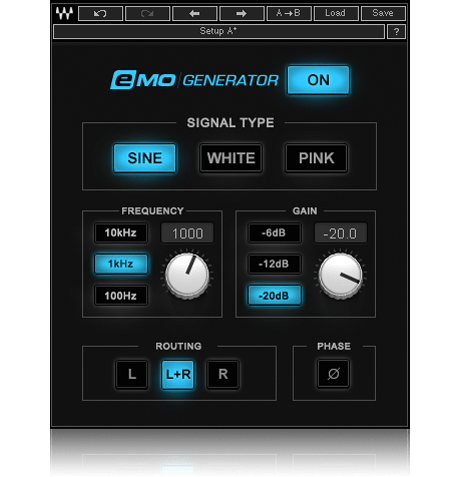 A→B Load Save
Setup A* ?
eMO GENERATOR ON
SIGNAL TYPE
SINE WHITE PINK
FREQUENCY GAIN
10kHz 1000 -6dB -20.0
1kHz -12dB
100Hz -20dB
ROUTING PHASE
L L+R R Ø